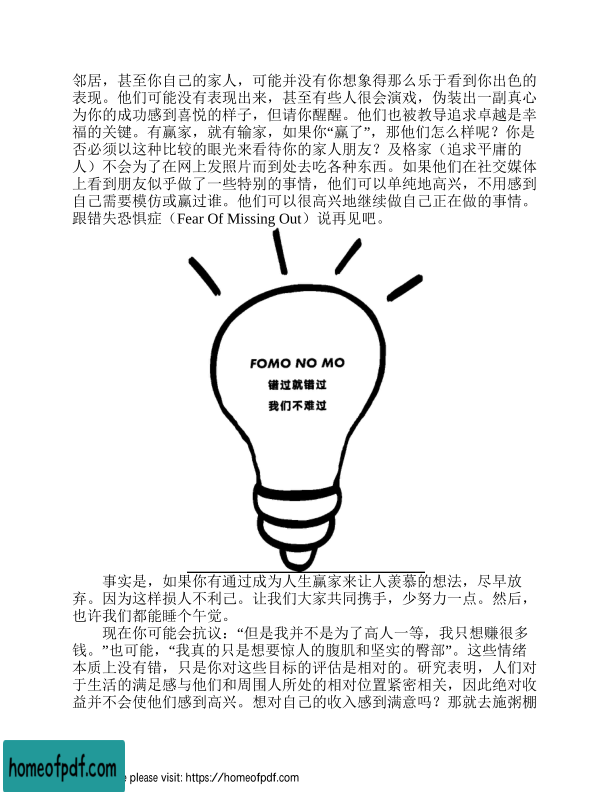 邻居，甚至你自己的家人，可能并没有你想象得那么乐于看到你出色的
表现。他们可能没有表现出来，甚至有些人很会演戏，伪装出一副真心
为你的成功感到喜悦的样子，但请你醒醒。他们也被教导追求卓越是幸
福的关键。有赢家，就有输家，如果你“赢了”，那他们怎么样呢？你是
否必须以这种比较的眼光来看待你的家人朋友？及格家（追求平庸的
人）不会为了在网上发照片而到处去吃各种东西。如果他们在社交媒体
上看到朋友似乎做了一些特别的事情，他们可以单纯地高兴，不用感到
自己需要模仿或赢过谁。他们可以很高兴地继续做自己正在做的事情。
跟错失恐惧症（Fear Of Missing Out）说再见吧。
FOMO NO MO
错过就错过
我们不难过
事实是，如果你有通过成为人生赢家来让人羡慕的想法，尽早放
弃。因为这样损人不利己。让我们大家共同携手，少努力一点。然后，
也许我们都能睡个午觉。
现在你可能会抗议：“但是我并不是为了高人一等，我只想赚很多
钱。”也可能，“我真的只是想要惊人的腹肌和坚实的臀部”。这些情绪
本质上没有错，只是你对这些目标的评估是相对的。研究表明，人们对
于生活的满足感与他们和周围人所处的相对位置紧密相关，因此绝对收
益并不会使他们感到高兴。想对自己的收入感到满意吗？那就去施粥棚
homeofpdf.com
e please visit: https://homeofpdf.com